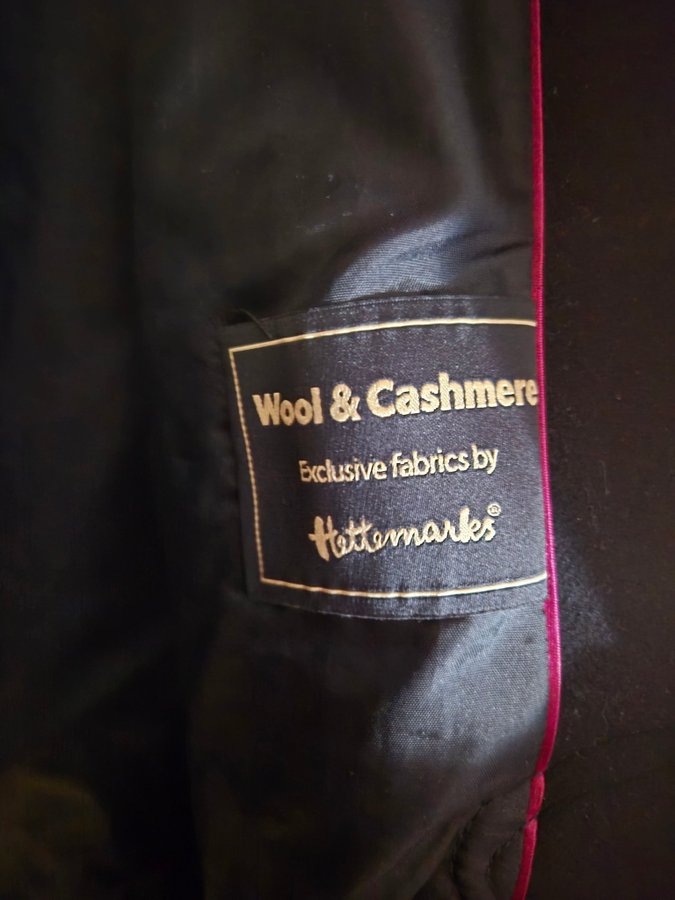 Wool & Cashmere
Exclusive fabrics by
Hettemarks®